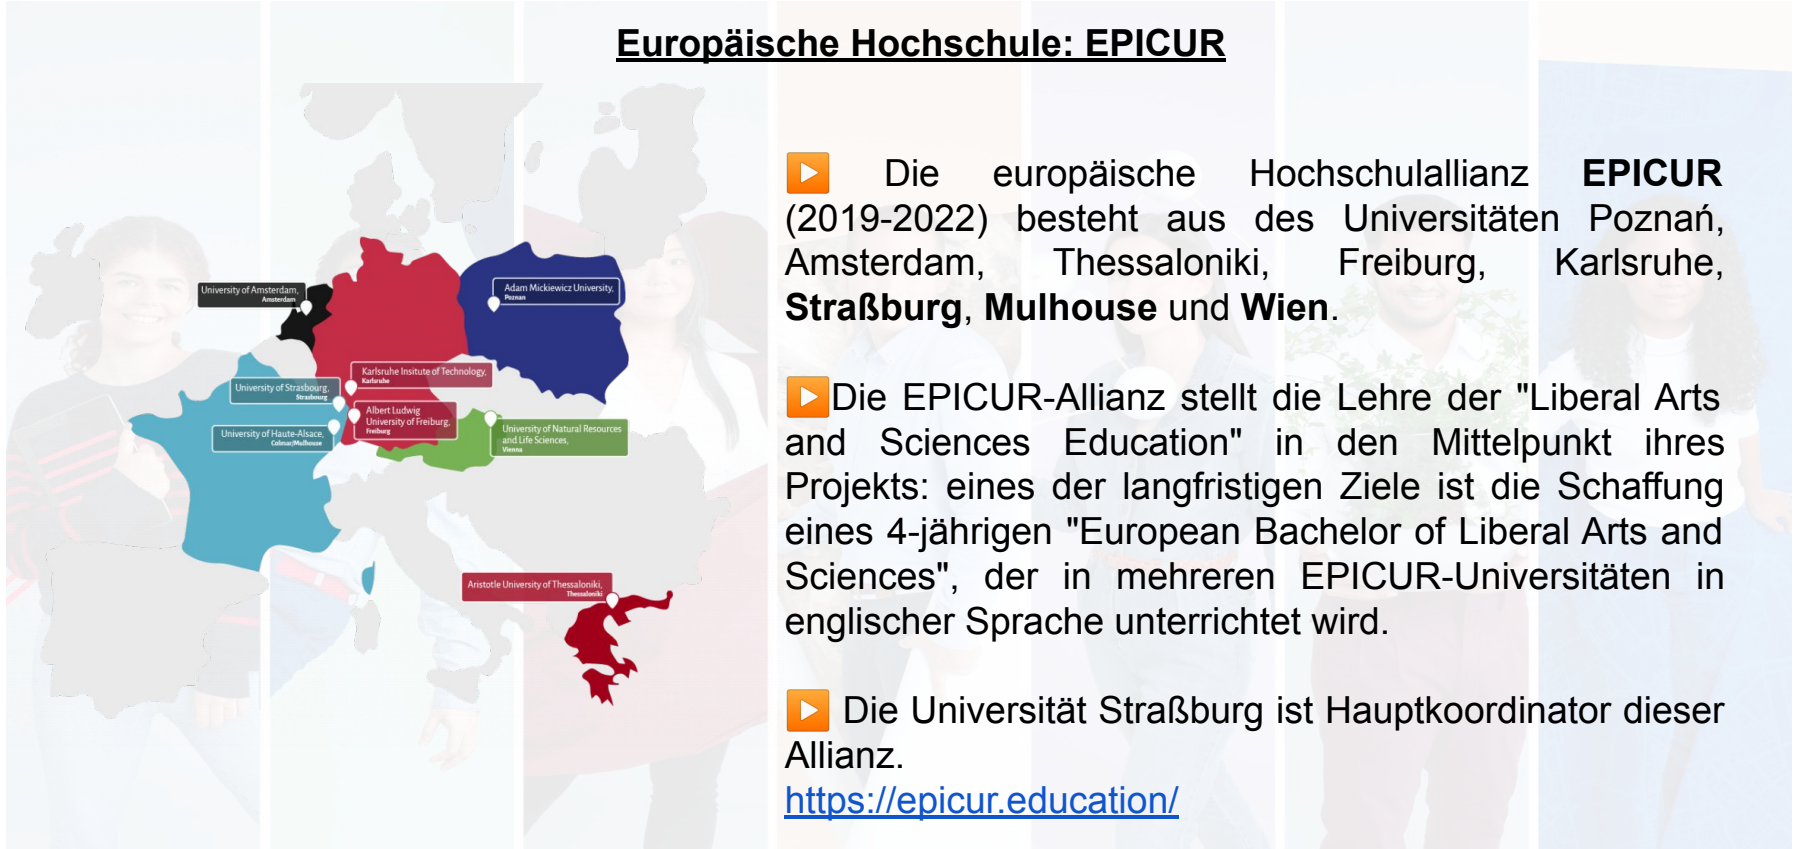 Europäische Hochschule: EPICUR
University of Amsterdam,
Amsterdam
Adam Mickiewicz University,
Poznan
Karlsruhe Insitute of Technology,
Karlsruhe
University of Strasbourg,
Strasbourg
Albert Ludwig
University of Freiburg,
Freiburg
University of Haute-Alsace,
Colmar/Mulhouse
University of Natural Resources
and Life Sciences,
Vienna
Aristotle University of Thessaloniki,
Thessaloniki
Die europäische Hochschulallianz EPICUR
(2019-2022) besteht aus des Universitäten Poznań,
Amsterdam, Thessaloniki, Freiburg, Karlsruhe,
Straßburg, Mulhouse und Wien.
Die EPICUR-Allianz stellt die Lehre der "Liberal Arts
and Sciences Education" in den Mittelpunkt ihres
Projekts: eines der langfristigen Ziele ist die Schaffung
eines 4-jährigen "European Bachelor of Liberal Arts and
Sciences", der in mehreren EPICUR-Universitäten in
englischer Sprache unterrichtet wird.
Die Universität Straßburg ist Hauptkoordinator dieser
Allianz.
https://epicur.education/